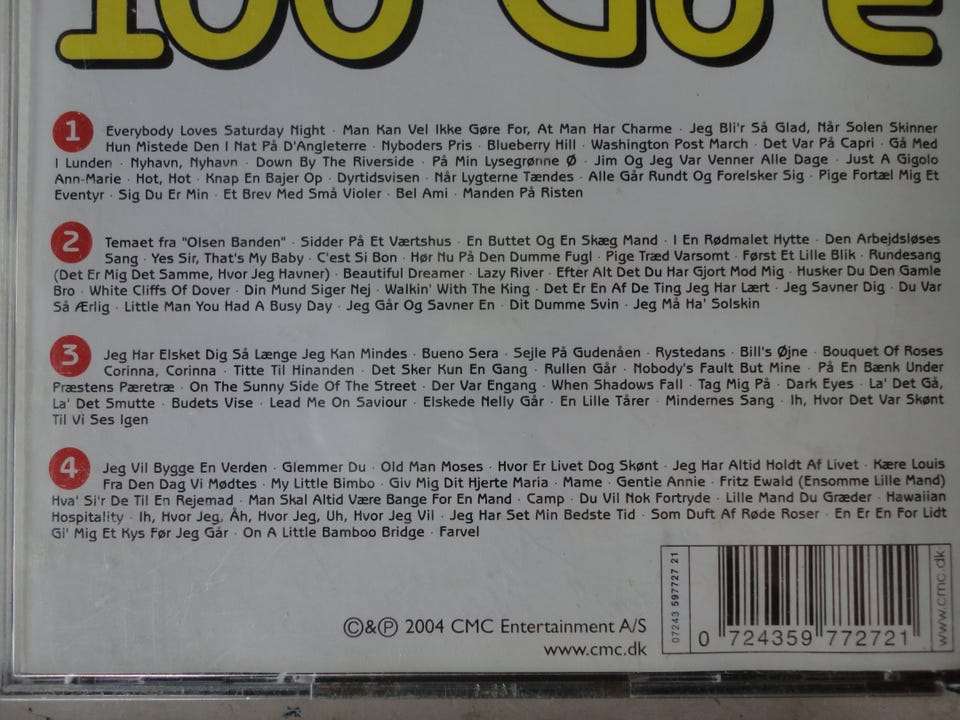 100 Go'e
1 Everybody Loves Saturday Night · Man Kan Vel Ikke Gøre For, At Man Har Charme · Jeg Bli'r Så Glad, Når Solen Skinner
Hun Mistede Den I Nat På D'Angleterre · Nyboders Pris · Blueberry Hill · Washington Post March · Det Var På Capri · Gå Med
I Lunden · Nyhavn, Nyhavn · Down By The Riverside · På Min Lysegrønne Ø · Jim Og Jeg Var Venner Alle Dage · Just A Gigolo
Ann-Marie · Hot, Hot · Knap En Bajer Op · Dyrtidsvisen · Når Lygterne Tændes · Alle Går Rundt Og Forelsker Sig · Pige Fortæl Mig Et
Eventyr · Sig Du Er Min · Et Brev Med Små Violer · Bel Ami · Manden På Risten
2 Temaet fra "Olsen Banden" · Sidder På Et Værtshus · En Buttet Og En Skæg Mand · I En Rødmalet Hytte · Den Arbejdsløses
Sang · Yes Sir, That's My Baby · C'est Si Bon · Hør Nu På Den Dumme Fugl · Pige Træd Varsomt · Først Et Lille Blik · Rundesang
(Det Er Mig Det Samme, Hvor Jeg Havner) · Beautiful Dreamer · Lazy River · Efter Alt Det Du Har Gjort Mod Mig · Husker Du Den Gamle
Bro · White Cliffs Of Dover · Din Mund Siger Nej · Walkin' With The King · Det Er En Af De Ting Jeg Har Lært · Jeg Savner Dig · Du Var
Så Ærlig · Little Man You Had A Busy Day · Jeg Går Og Savner En · Dit Dumme Svin · Jeg Må Ha' Solskin
3 Jeg Har Elsket Dig Så Længe Jeg Kan Mindes · Bueno Sera · Sejle På Gudenåen · Rystedans · Bill's Øjne · Bouquet Of Roses
Corinna, Corinna · Titte Til Hinanden · Det Sker Kun En Gang · Rullen Går · Nobody's Fault But Mine · På En Bænk Under
Præstens Pæretræ · On The Sunny Side Of The Street · Der Var Engang · When Shadows Fall · Tag Mig På · Dark Eyes · La' Det Gå,
La' Det Smutte · Budets Vise · Lead Me On Saviour · Elskede Nelly Går · En Lille Tårer · Mindernes Sang · Ih, Hvor Det Var Skønt
Til Vi Ses Igen
4 Jeg Vil Bygge En Verden · Glemmer Du · Old Man Moses · Hvor Er Livet Dog Skønt · Jeg Har Altid Holdt Af Livet · Kære Louis
Fra Den Dag Vi Mødtes · My Little Bimbo · Giv Mig Dit Hjerte Maria · Mame · Gentle Annie · Fritz Ewald (Ensomme Lille Mand)
Hva' Si'r De Til En Rejemad · Man Skal Altid Være Bange For En Mand · Camp · Du Vil Nok Fortryde · Lille Mand Du Græder · Hawaiian
Hospitality · Ih, Hvor Jeg, Åh, Hvor Jeg, Uh, Hvor Jeg Vil · Jeg Har Set Min Bedste Tid · Som Duft Af Røde Roser · En Er En For Lidt
Gi' Mig Et Kys Før Jeg Går · On A Little Bamboo Bridge · Farvel
©&℗ 2004 CMC Entertainment A/S
www.cmc.dk
07243 597727 21
0 724359 772721
www.cmc.dk